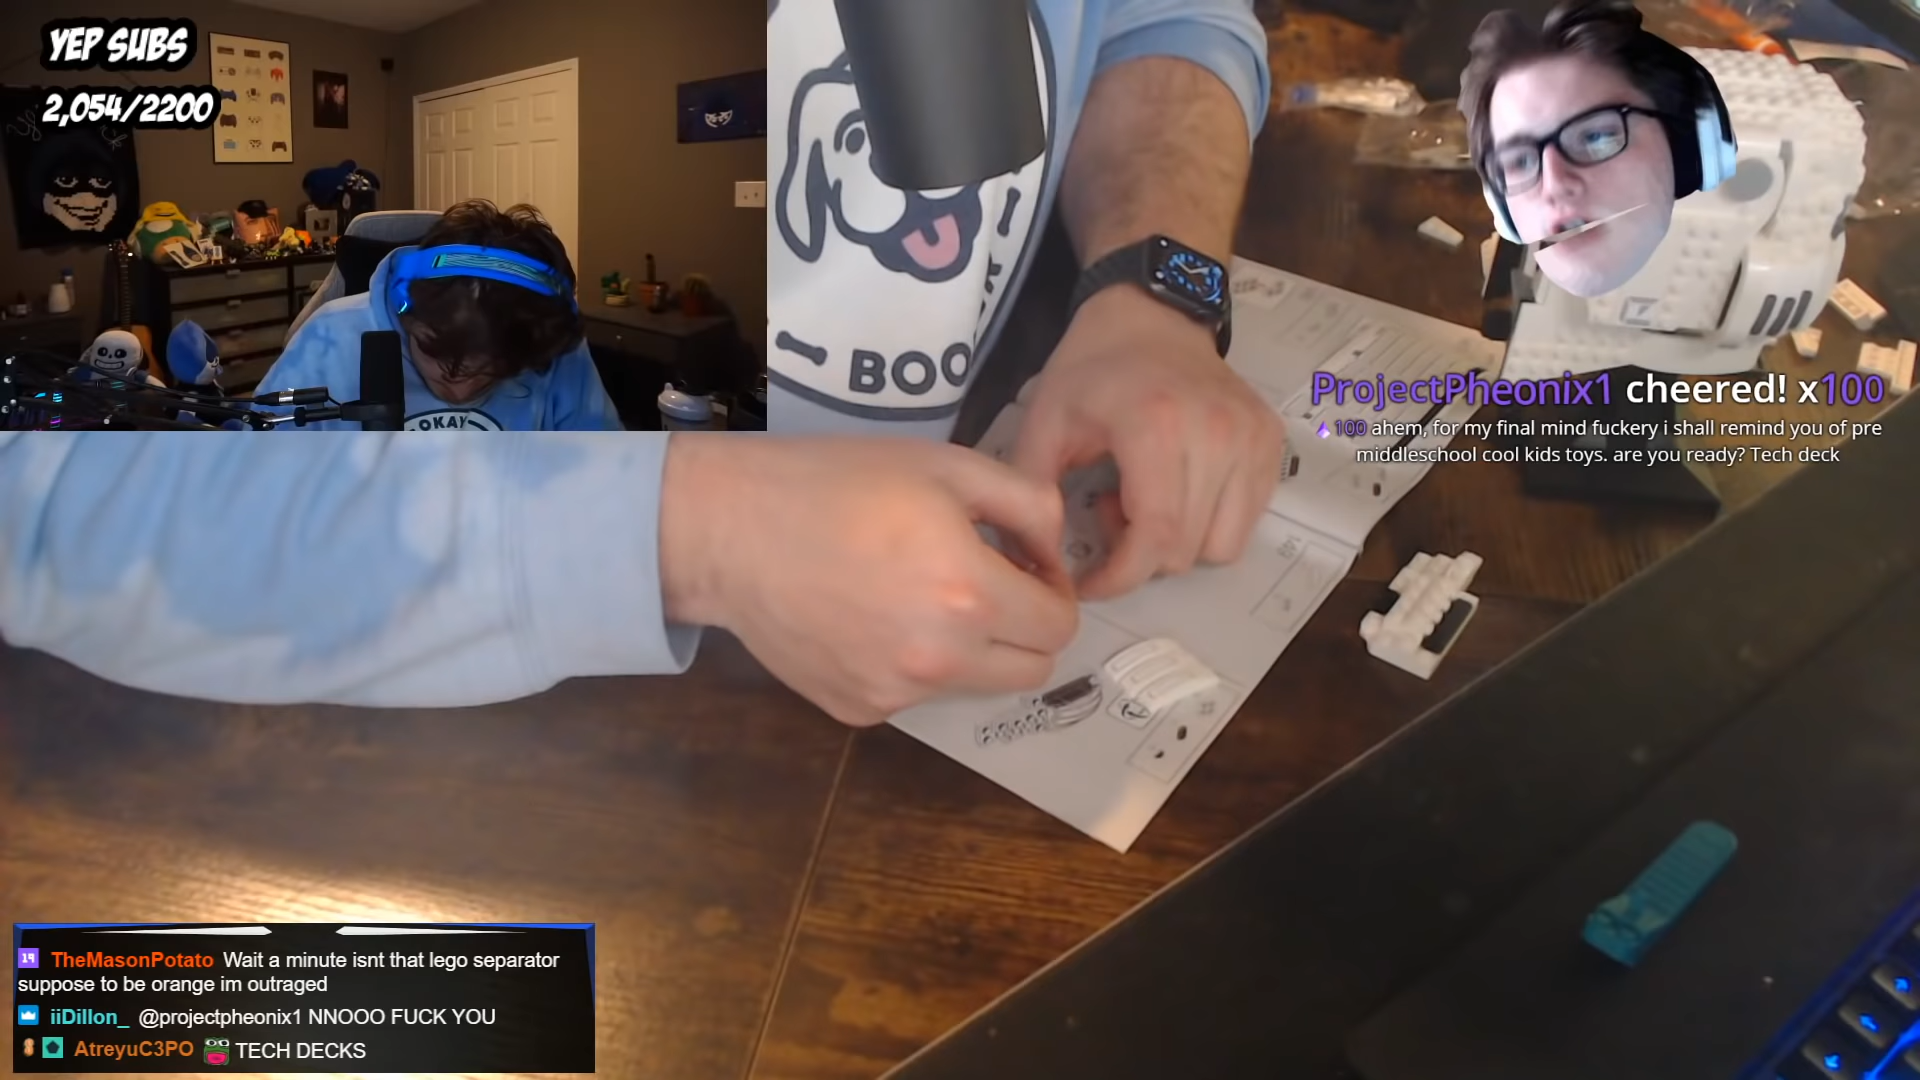 YEP SUBS
2,054/2200
OKAY
BOO
ProjectPheonix1 cheered! x100
100 ahem, for my final mind fuckery i shall remind you of pre
middleschool cool kids toys. are you ready? Tech deck
149
19 TheMasonPotato Wait a minute isnt that lego separator
suppose to be orange im outraged
iiDillon_ @projectpheonix1 NNOOO FUCK YOU
AtreyuC3PO TECH DECKS